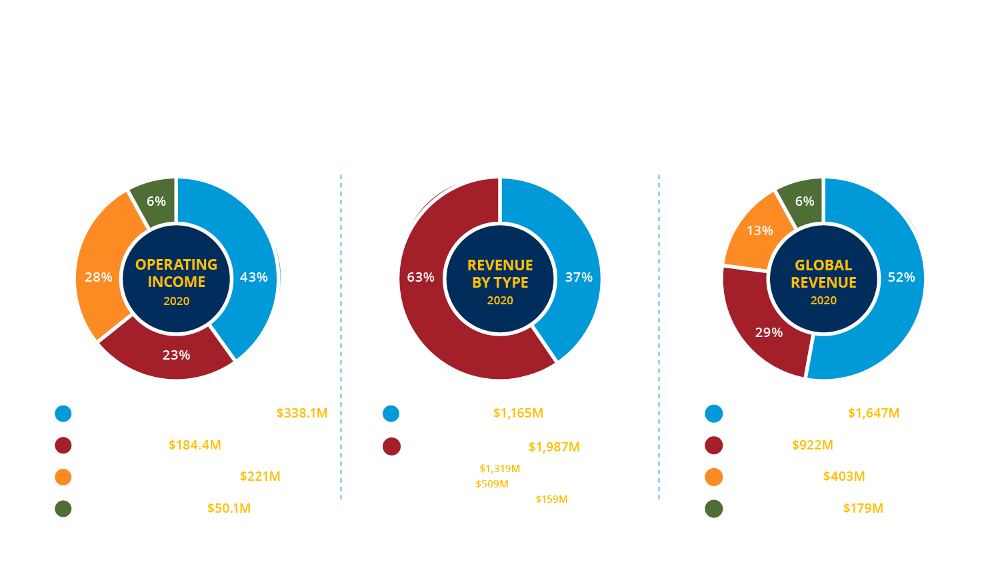 6%
28%
43%
23%
OPERATING
INCOME
2020
$338.1M
$184.4M
$221M
$50.1M
63%
37%
REVENUE
BY TYPE
2020
$1,165M
$1,987M
$1,319M
$509M
$159M
6%
13%
52%
29%
GLOBAL
REVENUE
2020
$1,647M
$922M
$403M
$179M